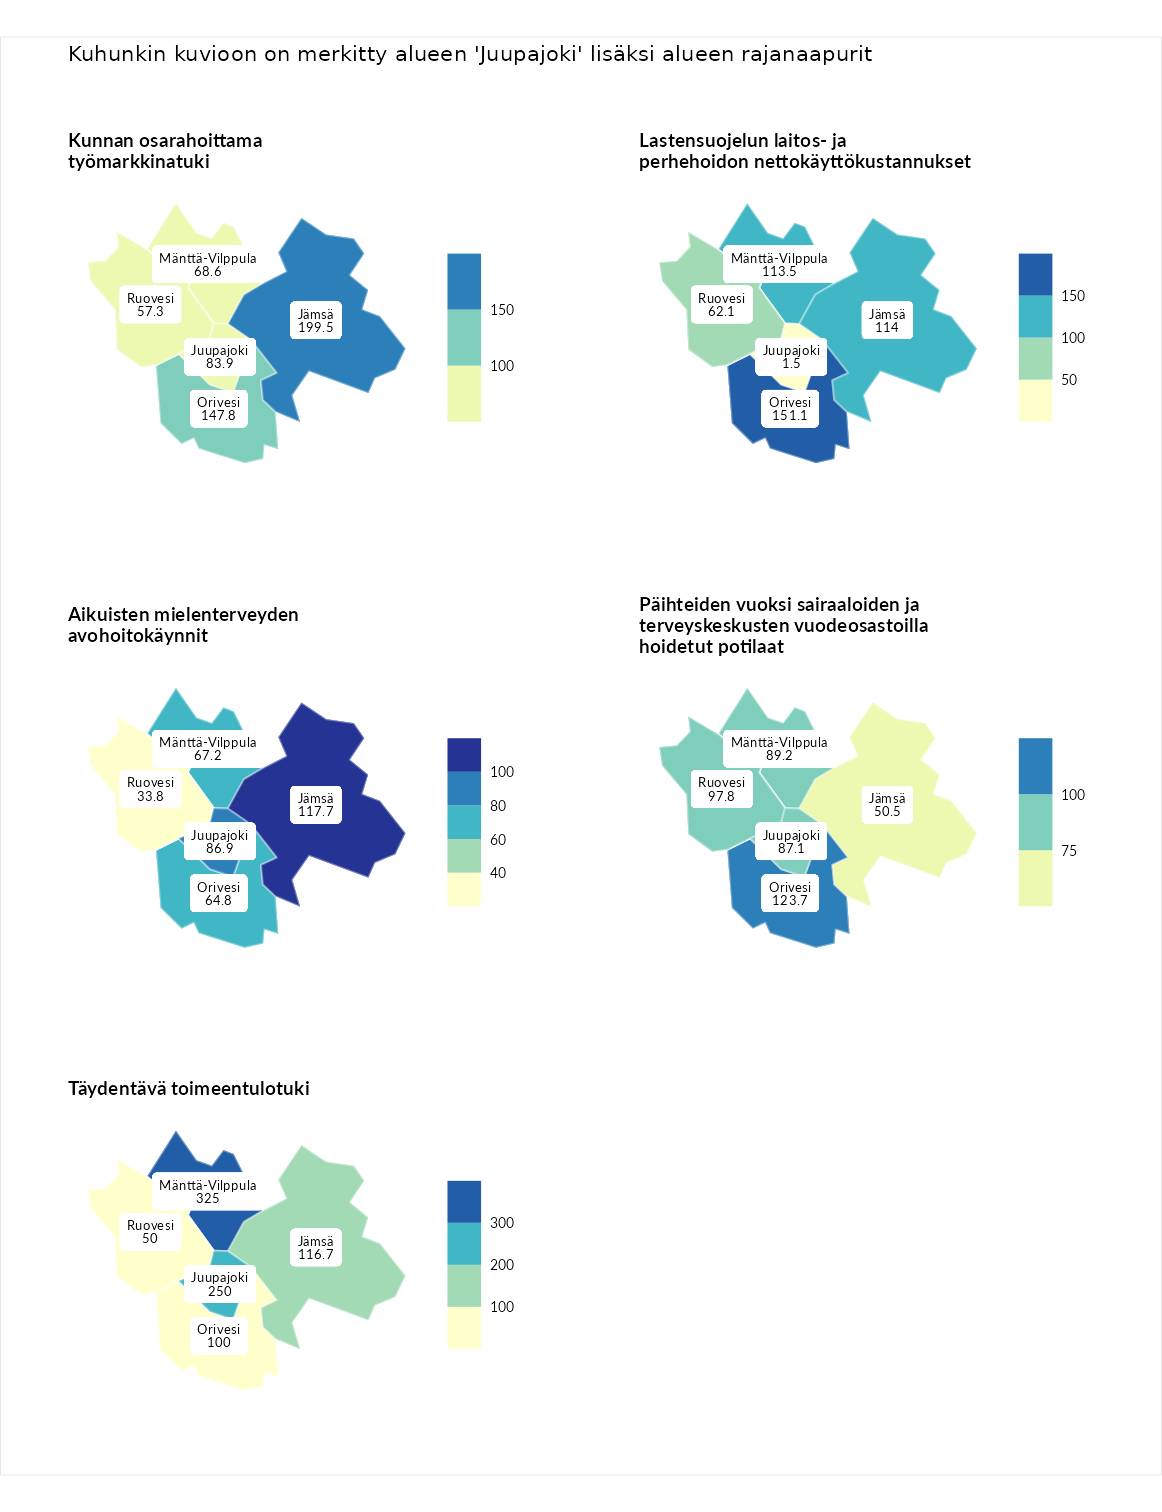 Kuhunkin kuvioon on merkitty alueen 'Juupajoki' lisäksi alueen rajanaapurit
Kunnan osarahoittama
työmarkkinatuki
Mänttä-Vilppula
68.6
Ruovesi
57.3
Jämsä
199.5
Juupajoki
83.9
Orivesi
147.8
150
100
Lastensuojelun laitos- ja
perhehoidon nettokäyttökustannukset
Mänttä-Vilppula
113.5
Ruovesi
62.1
Jämsä
114
Juupajoki
1.5
Orivesi
151.1
150
100
50
Aikuisten mielenterveyden
avohoitokäynnit
Mänttä-Vilppula
67.2
Ruovesi
33.8
Jämsä
117.7
Juupajoki
86.9
Orivesi
64.8
100
80
60
40
Päihteiden vuoksi sairaaloiden ja
terveyskeskusten vuodeosastoilla
hoidetut potilaat
Mänttä-Vilppula
89.2
Ruovesi
97.8
Jämsä
50.5
Juupajoki
87.1
Orivesi
123.7
100
75
Täydentävä toimeentulotuki
Mänttä-Vilppula
325
Ruovesi
50
Jämsä
116.7
Juupajoki
250
Orivesi
100
300
200
100